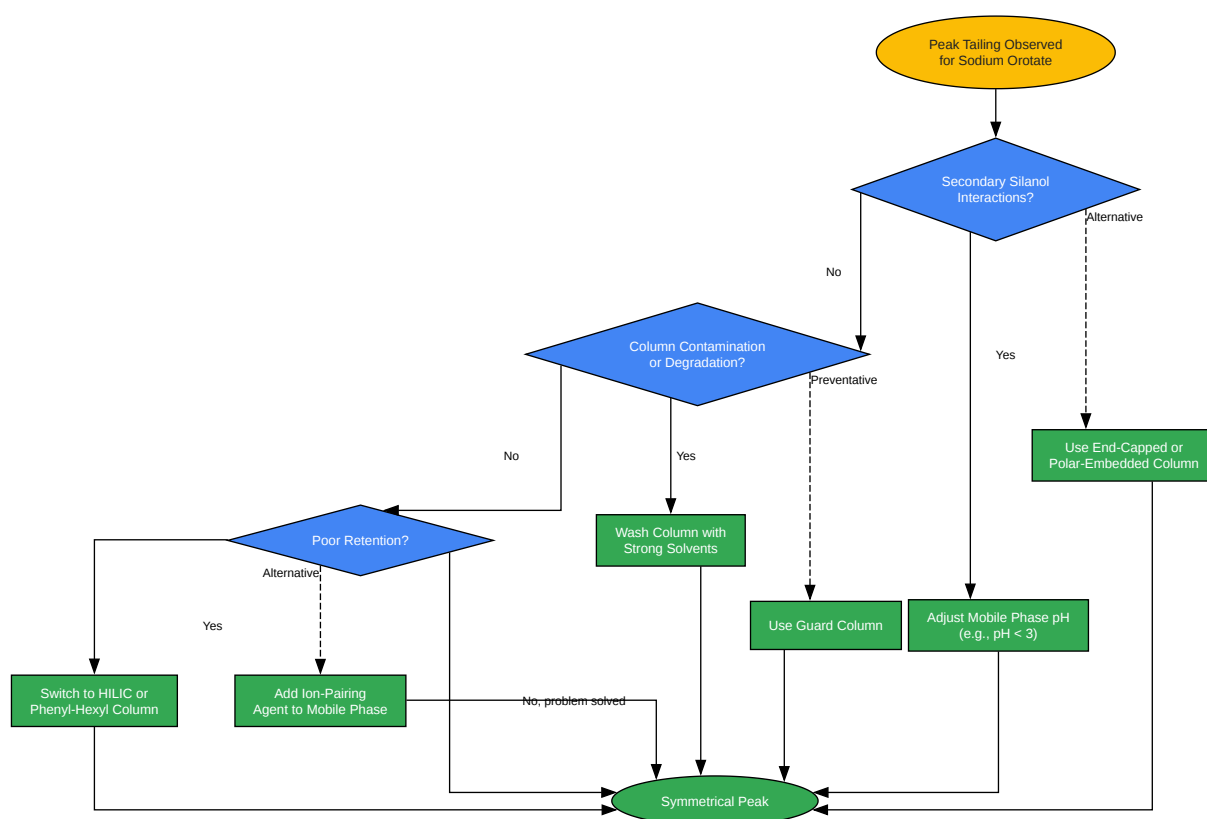 Peak Tailing Observed
for Sodium Orotate
Secondary Silanol
Interactions?
Alternative
No
Yes
Column Contamination
or Degradation?
Preventative
No
Yes
Use End-Capped or
Polar-Embedded Column
Poor Retention?
Wash Column with
Strong Solvents
Alternative
Yes
Use Guard Column
Adjust Mobile Phase pH
(e.g., pH < 3)
Switch to HILIC or
Phenyl-Hexyl Column
Add Ion-Pairing
Agent to Mobile Phase
No, problem solved
Symmetrical Peak